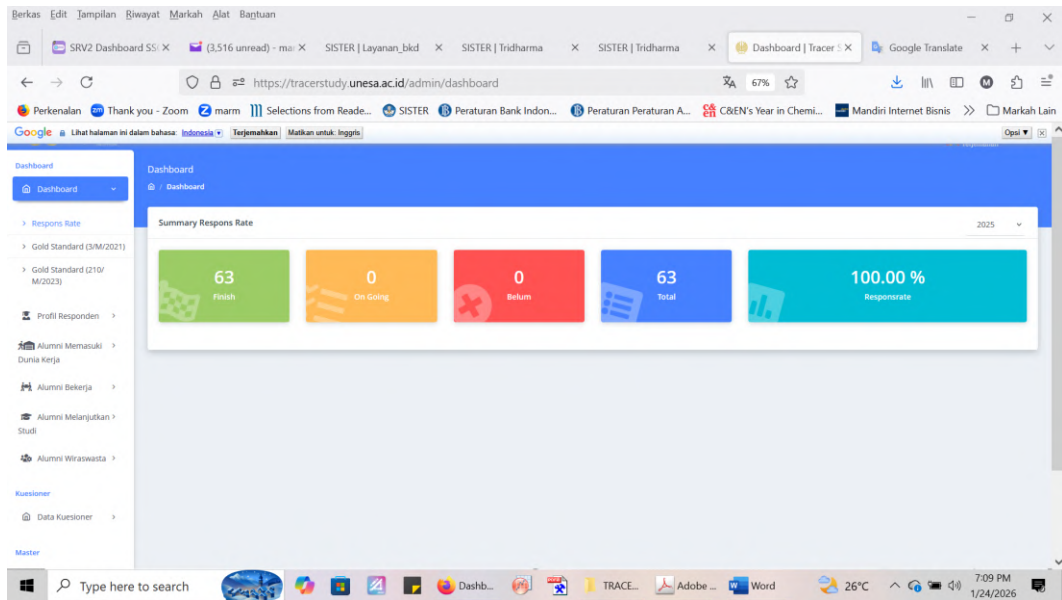 Berkas Edit Tampilan Riwayat Markah Alat Bantuan
SRV2 Dashboard SS
(3,516 unread) - mar
SISTER | Layanan_bkd
SISTER | Tridharma
SISTER | Tridharma
Dashboard | Tracer S
Google Translate
https://tracerstudy.unesa.ac.id/admin/dashboard
67%
Perkenalan
Thank you - Zoom
marm
Selections from Reade...
SISTER
Peraturan Bank Indon...
Peraturan Peraturan A...
C&EN's Year in Chemi...
Mandiri Internet Bisnis
Markah Lain
Google Lihat halaman ini dalam bahasa: Indonesia Terjemahkan Matikan untuk: Inggris
Opsi ▼
Dashboard
Dashboard
Respons Rate
Gold Standard (3/M/2021)
Gold Standard (210/
M/2023)
Profil Responden
Alumni Memasuki
Dunia Kerja
Alumni Bekerja
Alumni Melanjutkan
Studi
Alumni Wiraswasta
Kuesioner
Data Kuesioner
Master
Dashboard
/ Dashboard
Summary Respons Rate
2025
63
Finish
0
On Going
0
Belum
63
Total
100.00 %
Responsrate
Type here to search
Dashb...
TRACE...
Adobe ...
Word
26°C
7:09 PM
1/24/2026